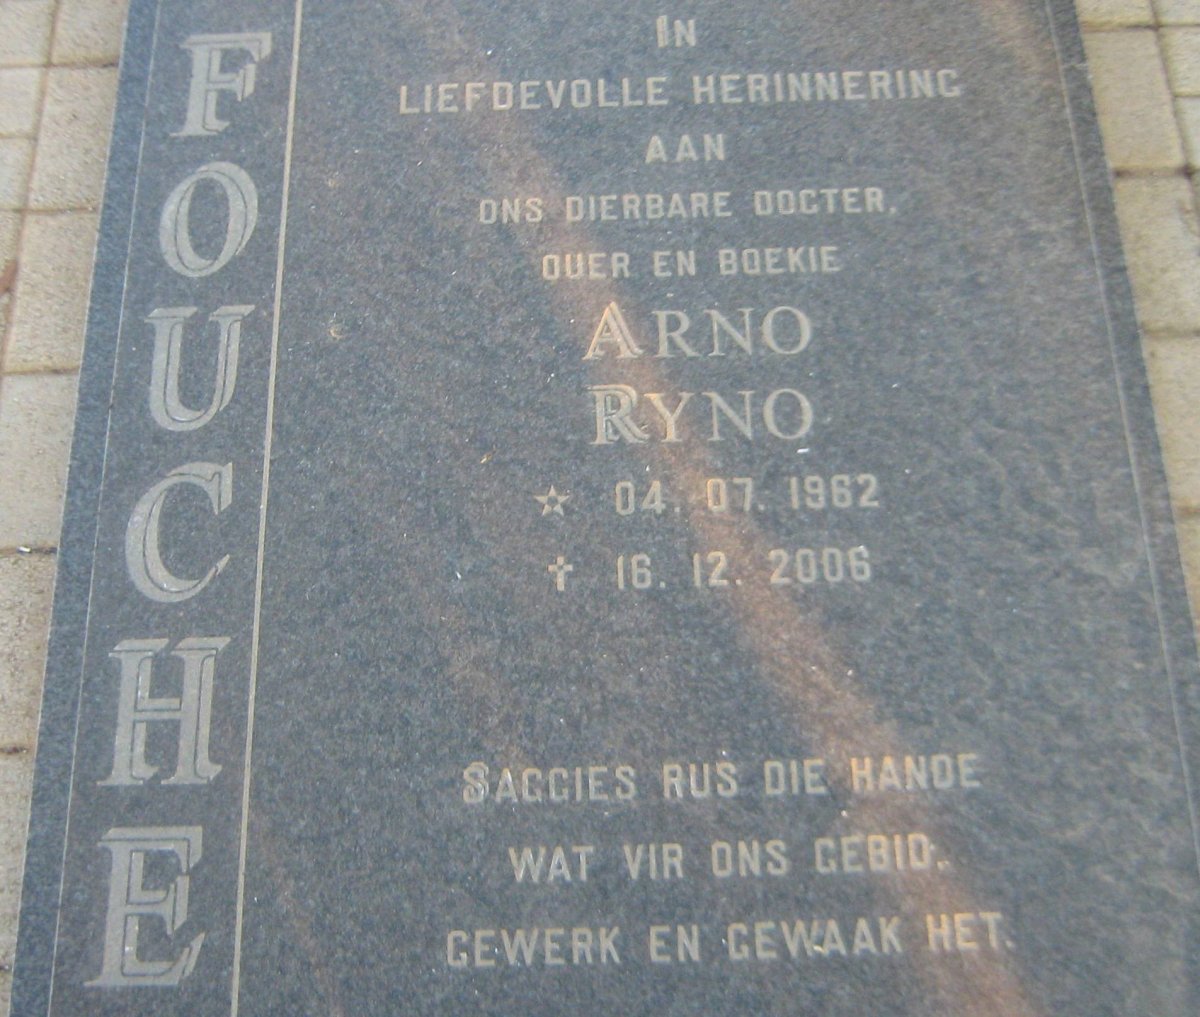 FOUCHE
IN
LIEFDEVOLLE HERINNERING
AAN
ONS DIERBARE DOGTER,
OUER EN BOEKIE
ARNO
RYNO
☆ 04. 07. 1962
✝ 16. 12. 2006
SAGGIES RUS DIE HANDE
WAT VIR ONS GEBID,
GEWERK EN GEWAAK HET.